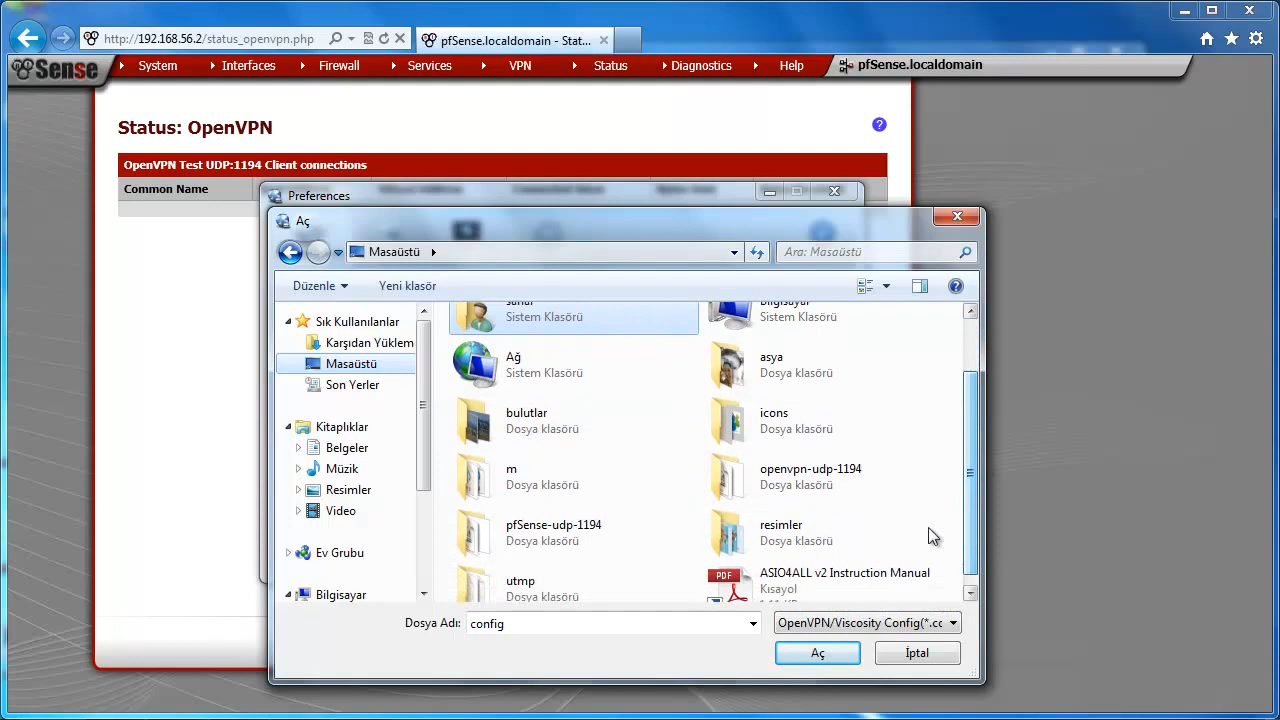 http://192.168.56.2/status_openvpn.php
pfSense.localdomain - Stat...
Sense
System
Interfaces
Firewall
Services
VPN
Status
Diagnostics
Help
pfSense.localdomain
Status: OpenVPN
OpenVPN Test UDP:1194 Client connections
Common Name
Preferences
Aç
Masaüstü
Ara: Masaüstü
Düzenle
Yeni klasör
Sık Kullanılanlar
Karşıdan Yüklem
Masaüstü
Son Yerler
Kitaplıklar
Belgeler
Müzik
Resimler
Video
Ev Grubu
Bilgisayar
Sistem Klasörü
Bilgisayar
Sistem Klasörü
Ağ
Sistem Klasörü
asya
Dosya klasörü
bulutlar
Dosya klasörü
icons
Dosya klasörü
m
Dosya klasörü
openvpn-udp-1194
Dosya klasörü
pfSense-udp-1194
Dosya klasörü
resimler
Dosya klasörü
utmp
Dosya klasörü
PDF
ASIO4ALL v2 Instruction Manual
Kısayol
Dosya Adı:
config
OpenVPN/Viscosity Config(*.cc
Aç
İptal